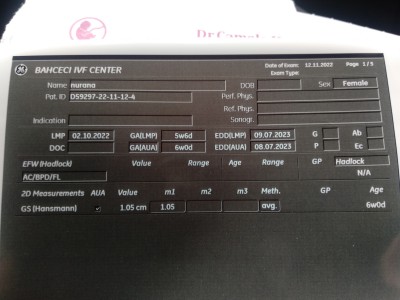 Dr.Camal
GE
BAHCECI IVF CENTER
Date of Exam: 12.11.2022 Page 1 / 5
Exam Type:
Name nurana DOB Sex Female
Pat. ID D59297-22-11-12-4 Perf. Phys.
Ref. Phys.
Indication Sonogr.
LMP 02.10.2022 GA(LMP) 5w6d EDD(LMP) 09.07.2023 G Ab
DOC GA(AUA) 6w0d EDD(AUA) 08.07.2023 P Ec
EFW (Hadlock) Value Range Age Range GP Hadlock
AC/BPD/FL N/A
2D Measurements AUA Value m1 m2 m3 Meth. GP Age
GS (Hansmann) 1.05 cm 1.05 avg. 6w0d